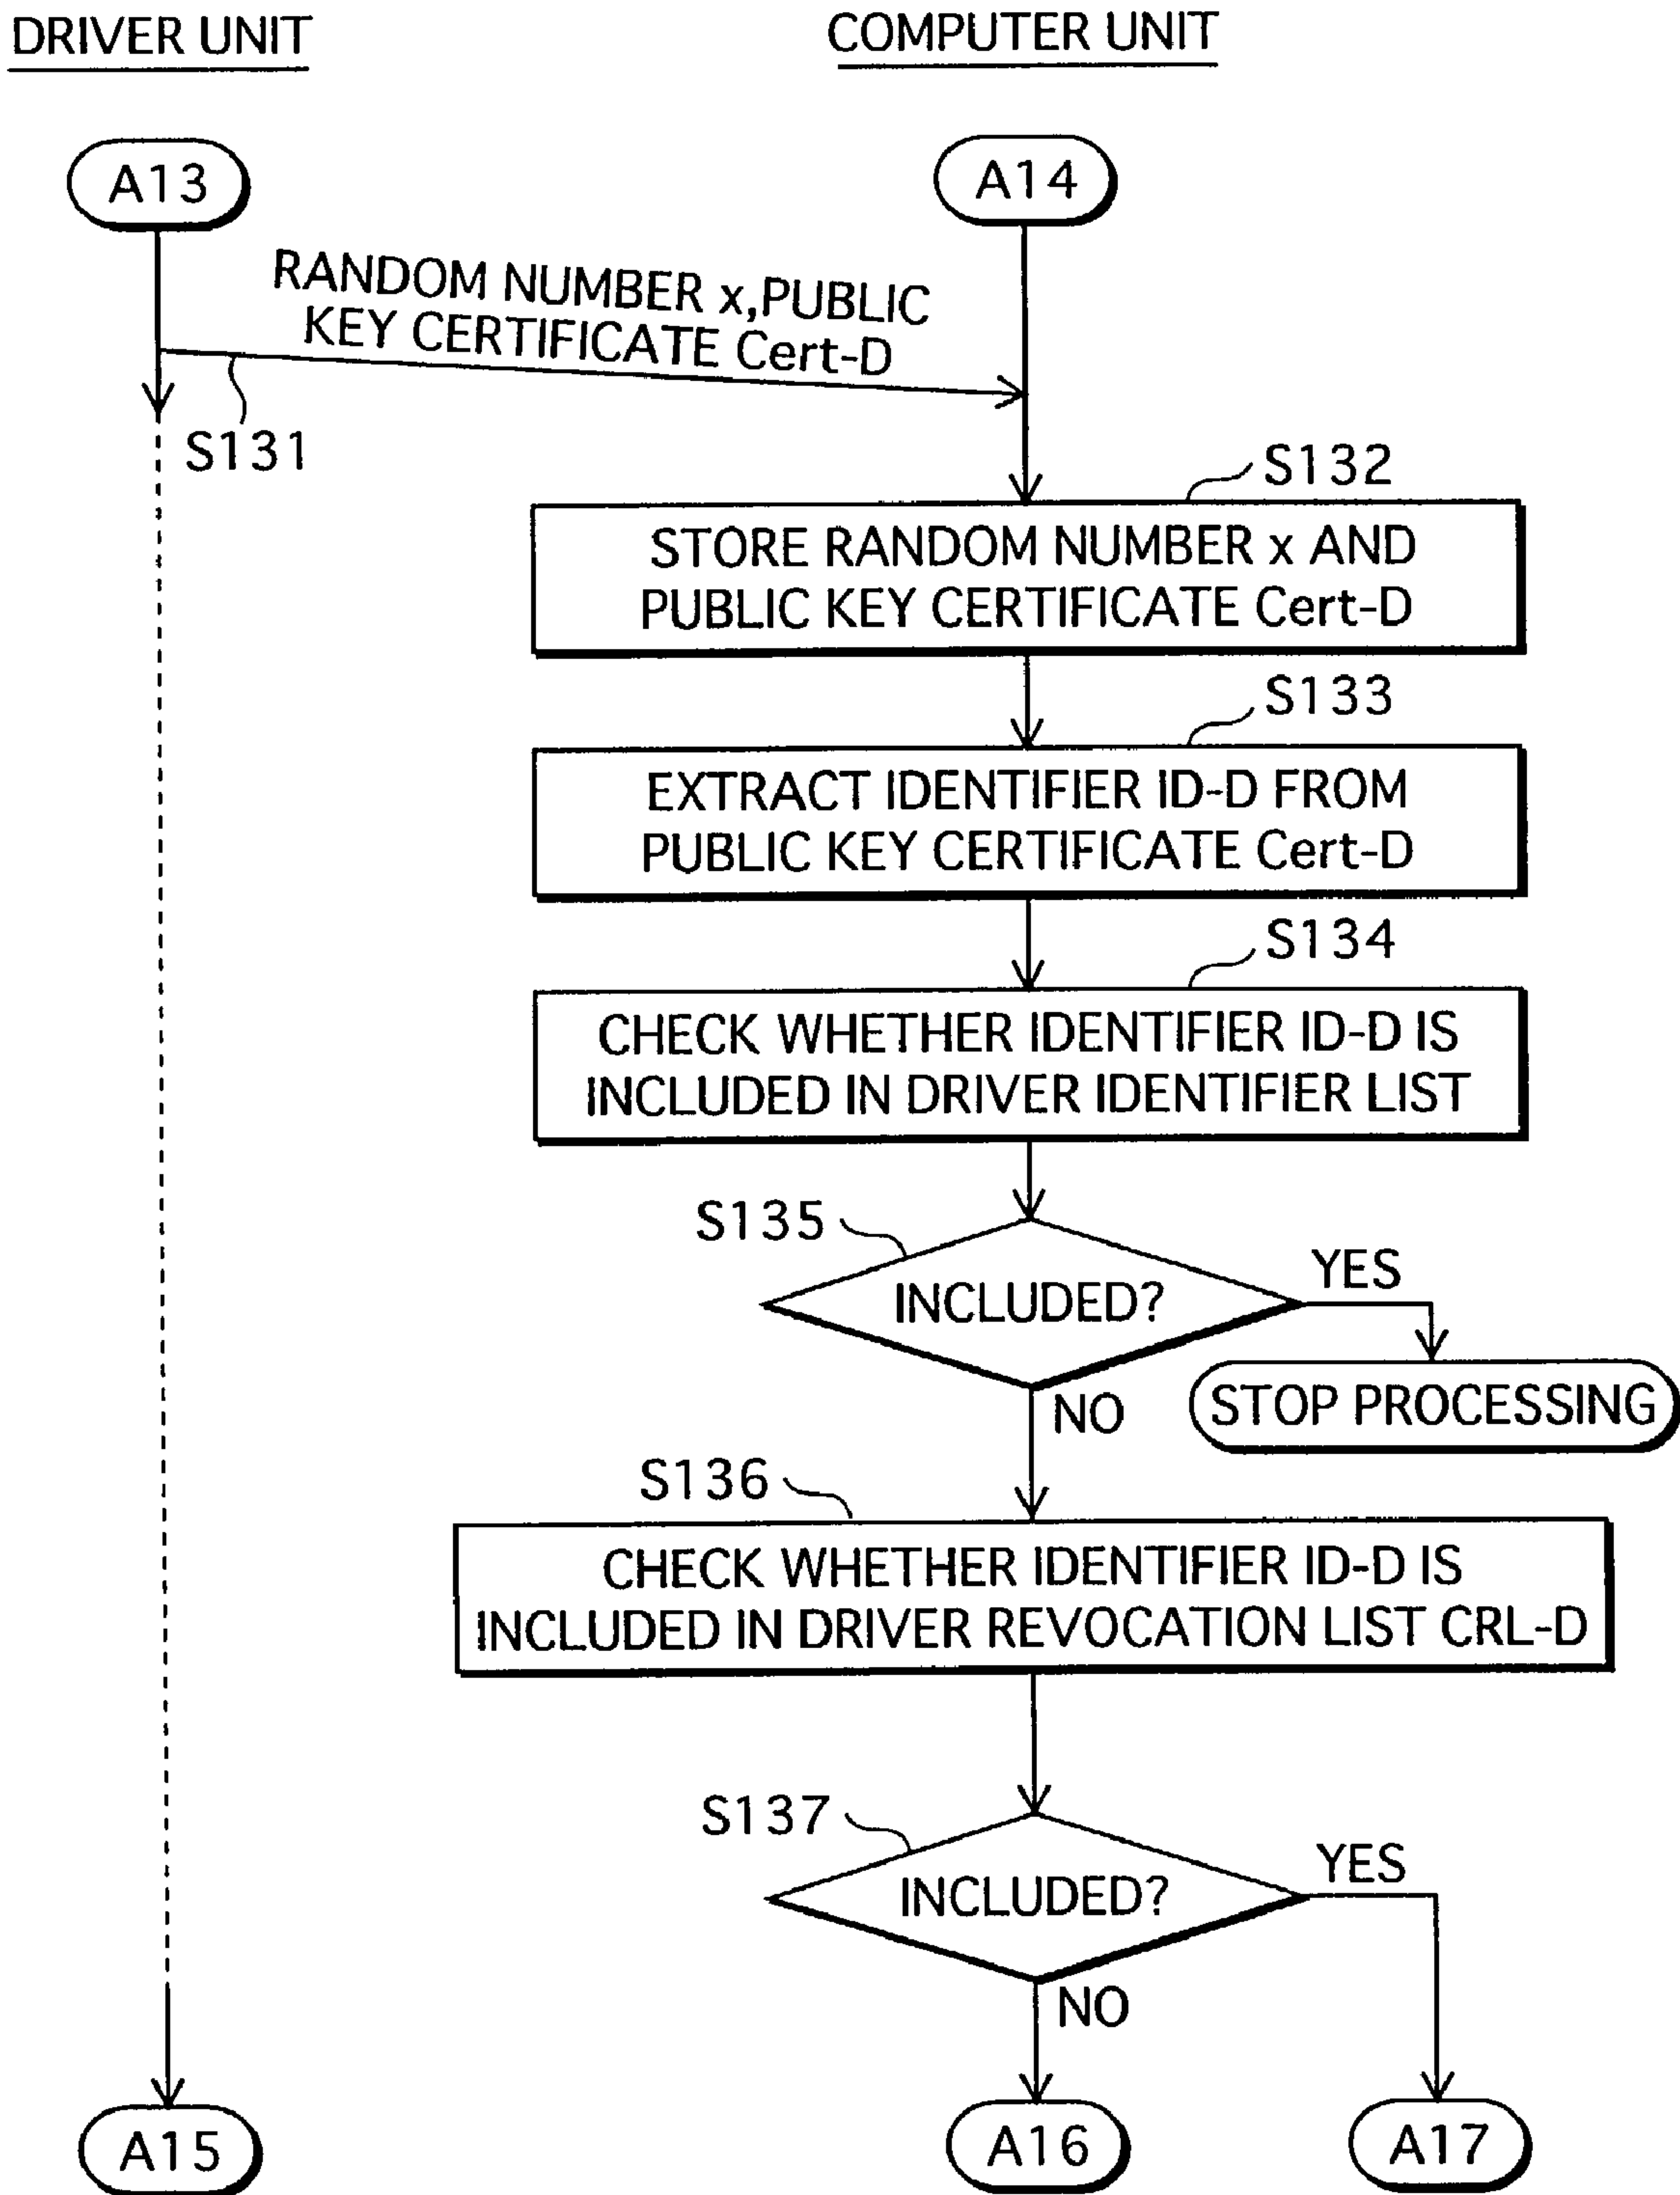 DRIVER UNIT
COMPUTER UNIT
A13
A14
RANDOM NUMBER x,PUBLIC
KEY CERTIFICATE Cert-D
S131
S132
STORE RANDOM NUMBER x AND
PUBLIC KEY CERTIFICATE Cert-D
S133
EXTRACT IDENTIFIER ID-D FROM
PUBLIC KEY CERTIFICATE Cert-D
S134
CHECK WHETHER IDENTIFIER ID-D IS
INCLUDED IN DRIVER IDENTIFIER LIST
S135
INCLUDED?
YES
STOP PROCESSING
NO
S136
CHECK WHETHER IDENTIFIER ID-D IS
INCLUDED IN DRIVER REVOCATION LIST CRL-D
S137
INCLUDED?
YES
NO
A15
A16
A17